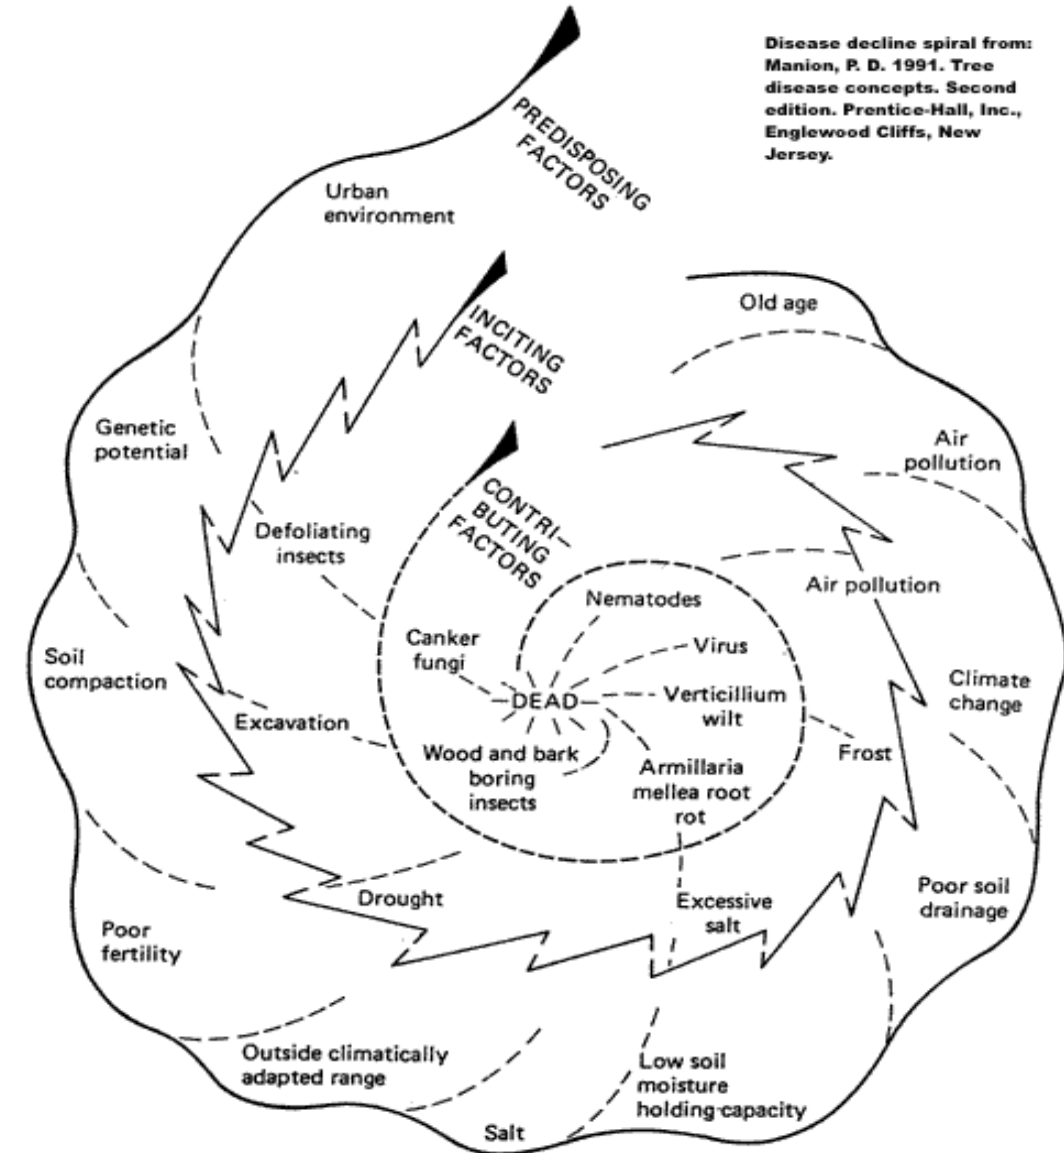 Disease decline spiral from:
Manion, P. D. 1991. Tree
disease concepts. Second
edition. Prentice-Hall, Inc.,
Englewood Cliffs, New
Jersey.
PREDISPOSING
FACTORS
Urban
environment
Genetic
potential
Soil
compaction
Poor
fertility
Outside climatically
adapted range
Salt
Low soil
moisture
holding capacity
Poor soil
drainage
Climate
change
Air
pollution
Old age
INCITING
FACTORS
Defoliating
insects
Excavation
Drought
Excessive
salt
Frost
Air pollution
CONTRI-
BUTING
FACTORS
Canker
fungi
Wood and bark
boring
insects
Armillaria
mellea root
rot
Verticillium
wilt
Virus
Nematodes
DEAD